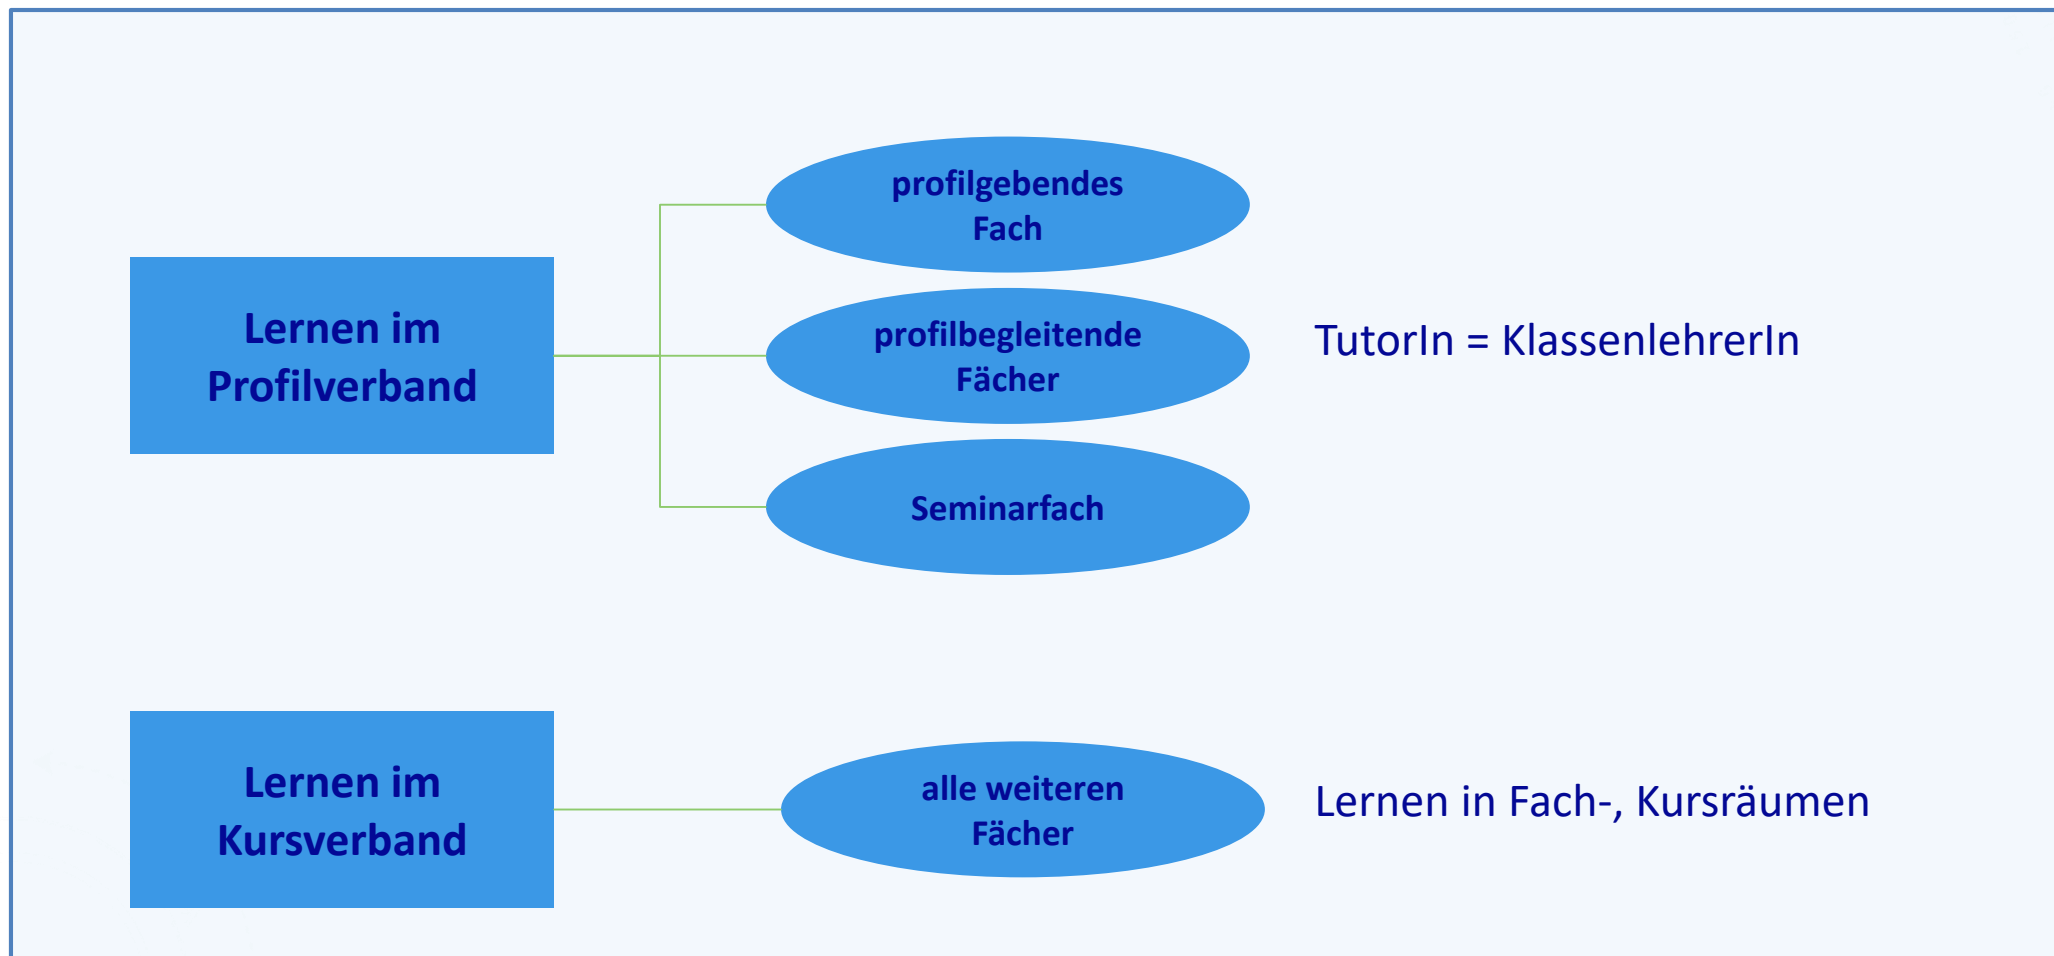 profilgebendes
Fach
Lernen im
Profilverband
profilbegleitende
Fächer
TutorIn = KlassenlehrerIn
Seminarfach
Lernen im
Kursverband
alle weiteren
Fächer
Lernen in Fach-, Kursräumen